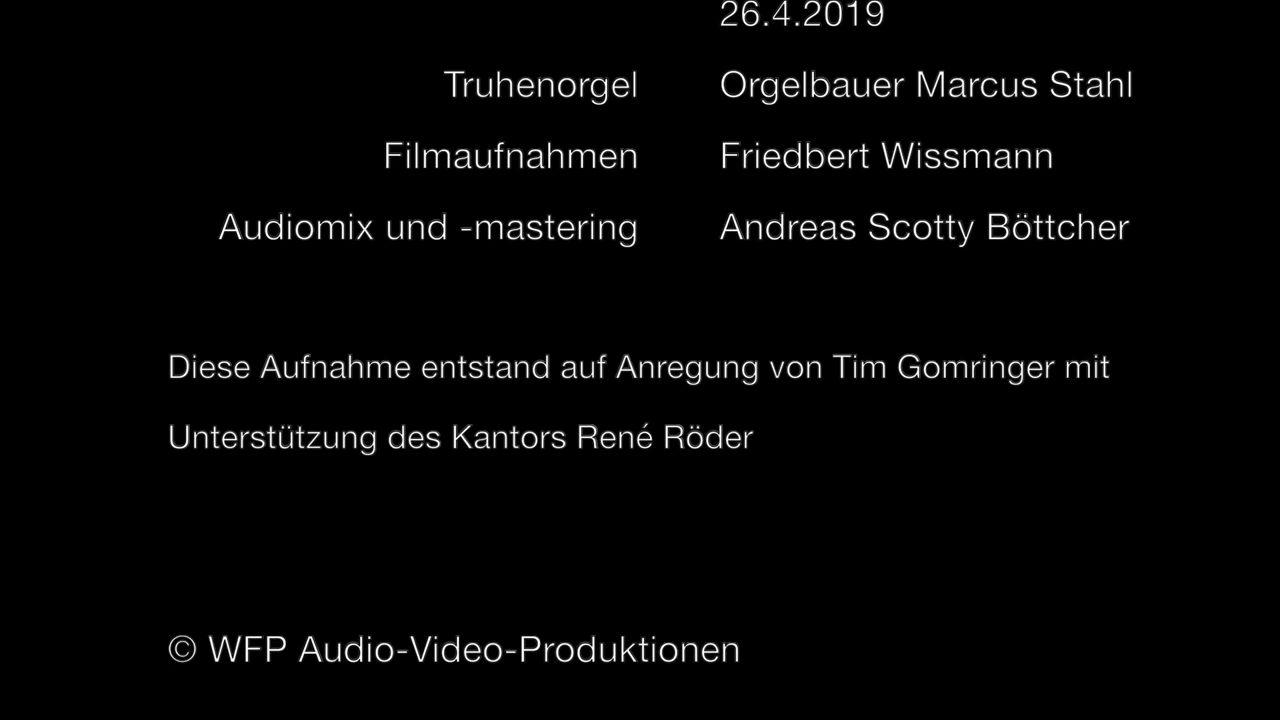 26.4.2019
Truhenorgel Orgelbauer Marcus Stahl
Filmaufnahmen Friedbert Wissmann
Audiomix und -mastering Andreas Scotty Böttcher
Diese Aufnahme entstand auf Anregung von Tim Gomringer mit
Unterstützung des Kantors René Röder
© WFP Audio-Video-Produktionen